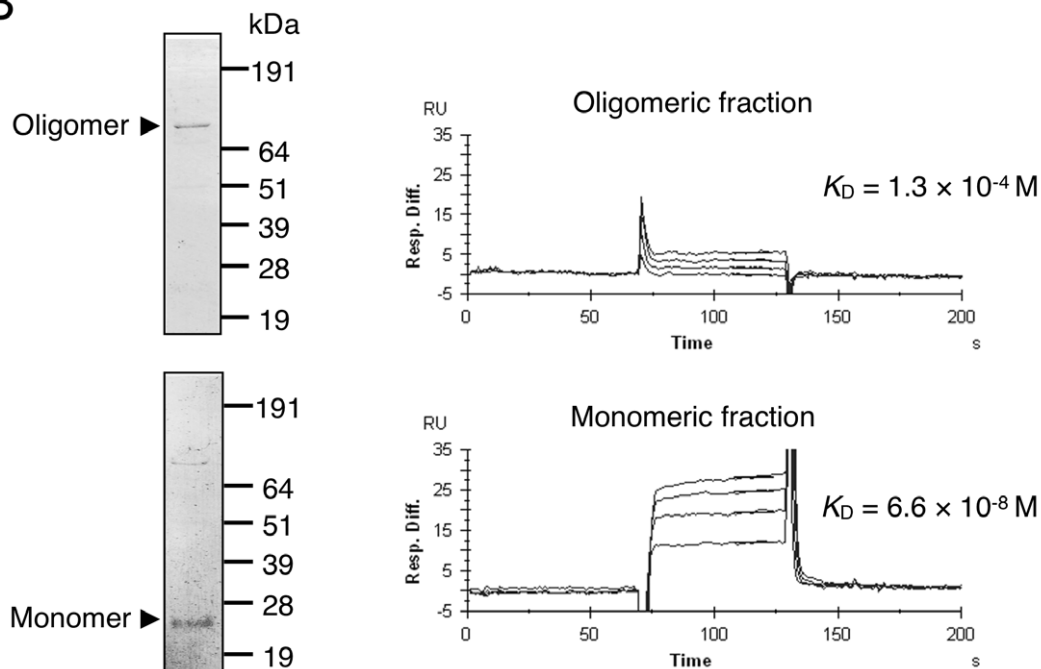 kDa
191
Oligomer
64
51
39
28
19
Oligomeric fraction
RU
35
25
15
5
-5
Resp. Diff.
0 50 100 150 200
Time
s
KD = 1.3 × 10-4 M
191
64
51
39
28
Monomer
19
Monomeric fraction
RU
35
25
15
5
-5
Resp. Diff.
0 50 100 150 200
Time
s
KD = 6.6 × 10-8 M